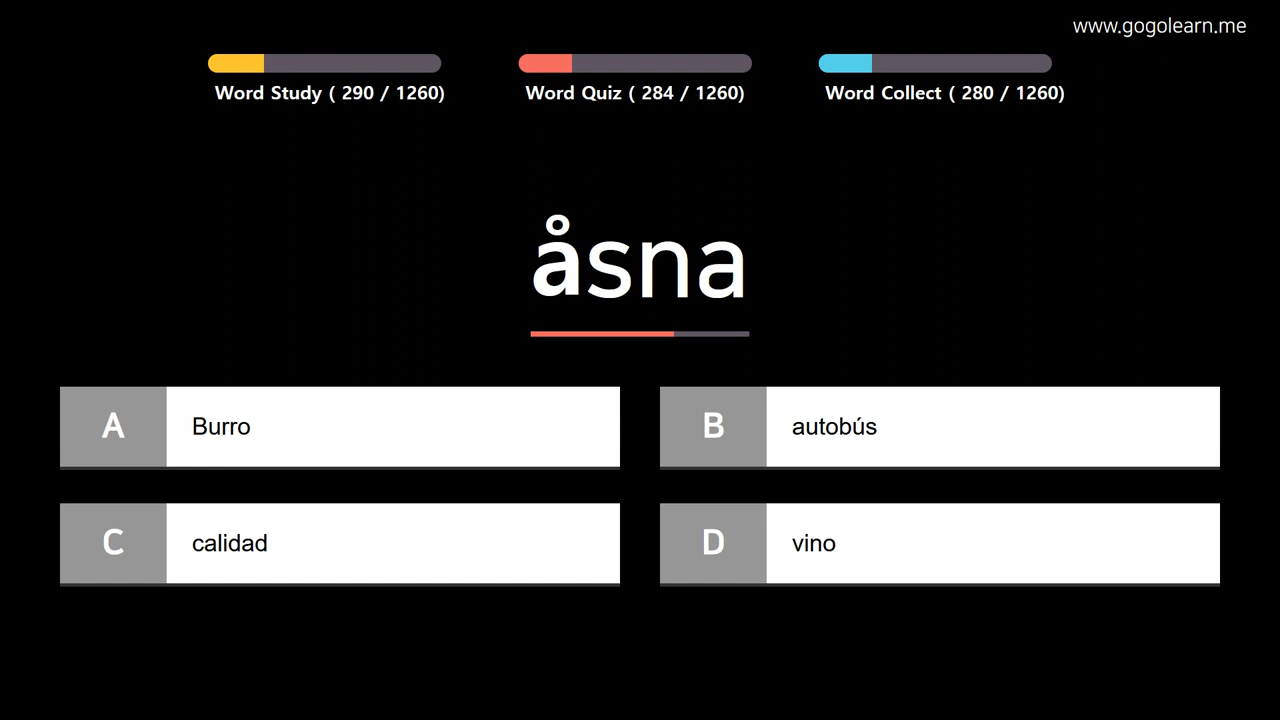 www.gogolearn.me
Word Study ( 290 / 1260)
Word Quiz ( 284 / 1260)
Word Collect ( 280 / 1260)
åsna
A Burro
B autobús
C calidad
D vino